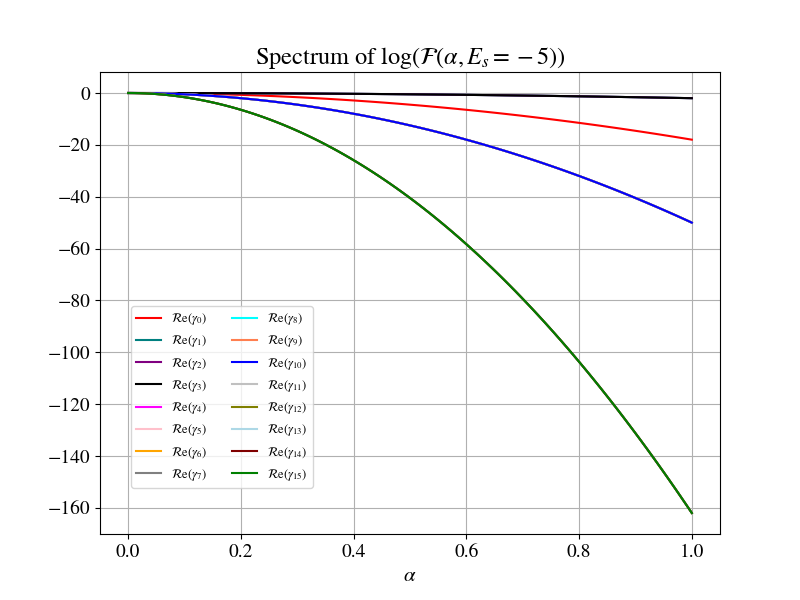 Spectrum of log(ℱ(α, E_s = −5))
0
−20
−40
−60
−80
−100
−120
−140
−160
ℛe(γ₀)
ℛe(γ₁)
ℛe(γ₂)
ℛe(γ₃)
ℛe(γ₄)
ℛe(γ₅)
ℛe(γ₆)
ℛe(γ₇)
ℛe(γ₈)
ℛe(γ₉)
ℛe(γ₁₀)
ℛe(γ₁₁)
ℛe(γ₁₂)
ℛe(γ₁₃)
ℛe(γ₁₄)
ℛe(γ₁₅)
0.0
0.2
0.4
0.6
0.8
1.0
α